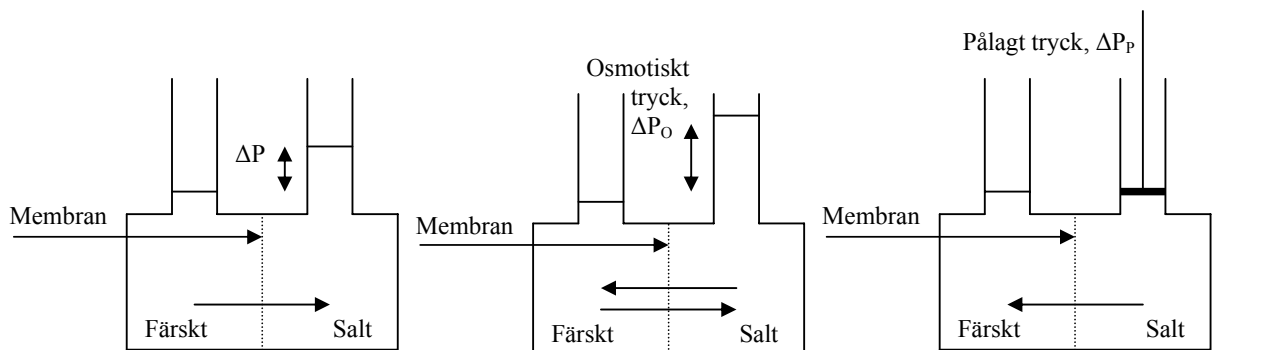 ΔP
Membran
Färskt
Salt
Osmotiskt
tryck,
ΔP_O
Membran
Färskt
Salt
Pålagt tryck, ΔP_P
Membran
Färskt
Salt